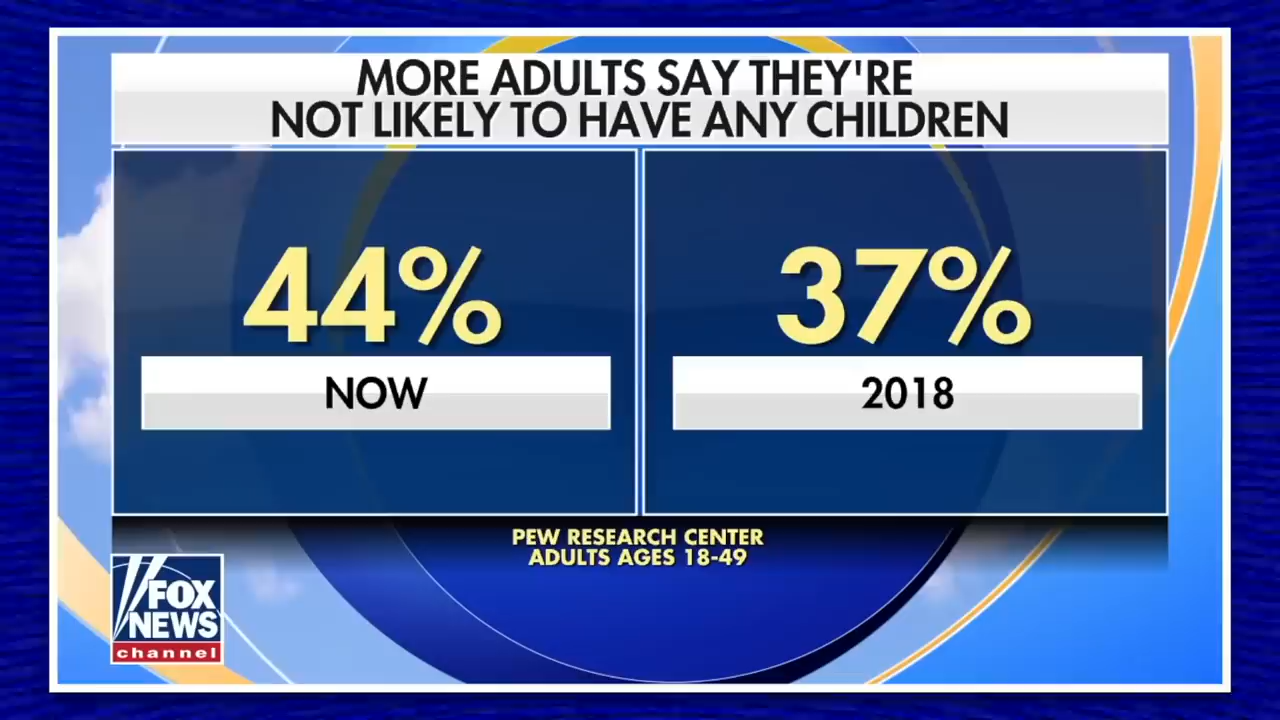 MORE ADULTS SAY THEY'RE
NOT LIKELY TO HAVE ANY CHILDREN
44%
NOW
37%
2018
PEW RESEARCH CENTER
ADULTS AGES 18-49
FOX
NEWS
channel